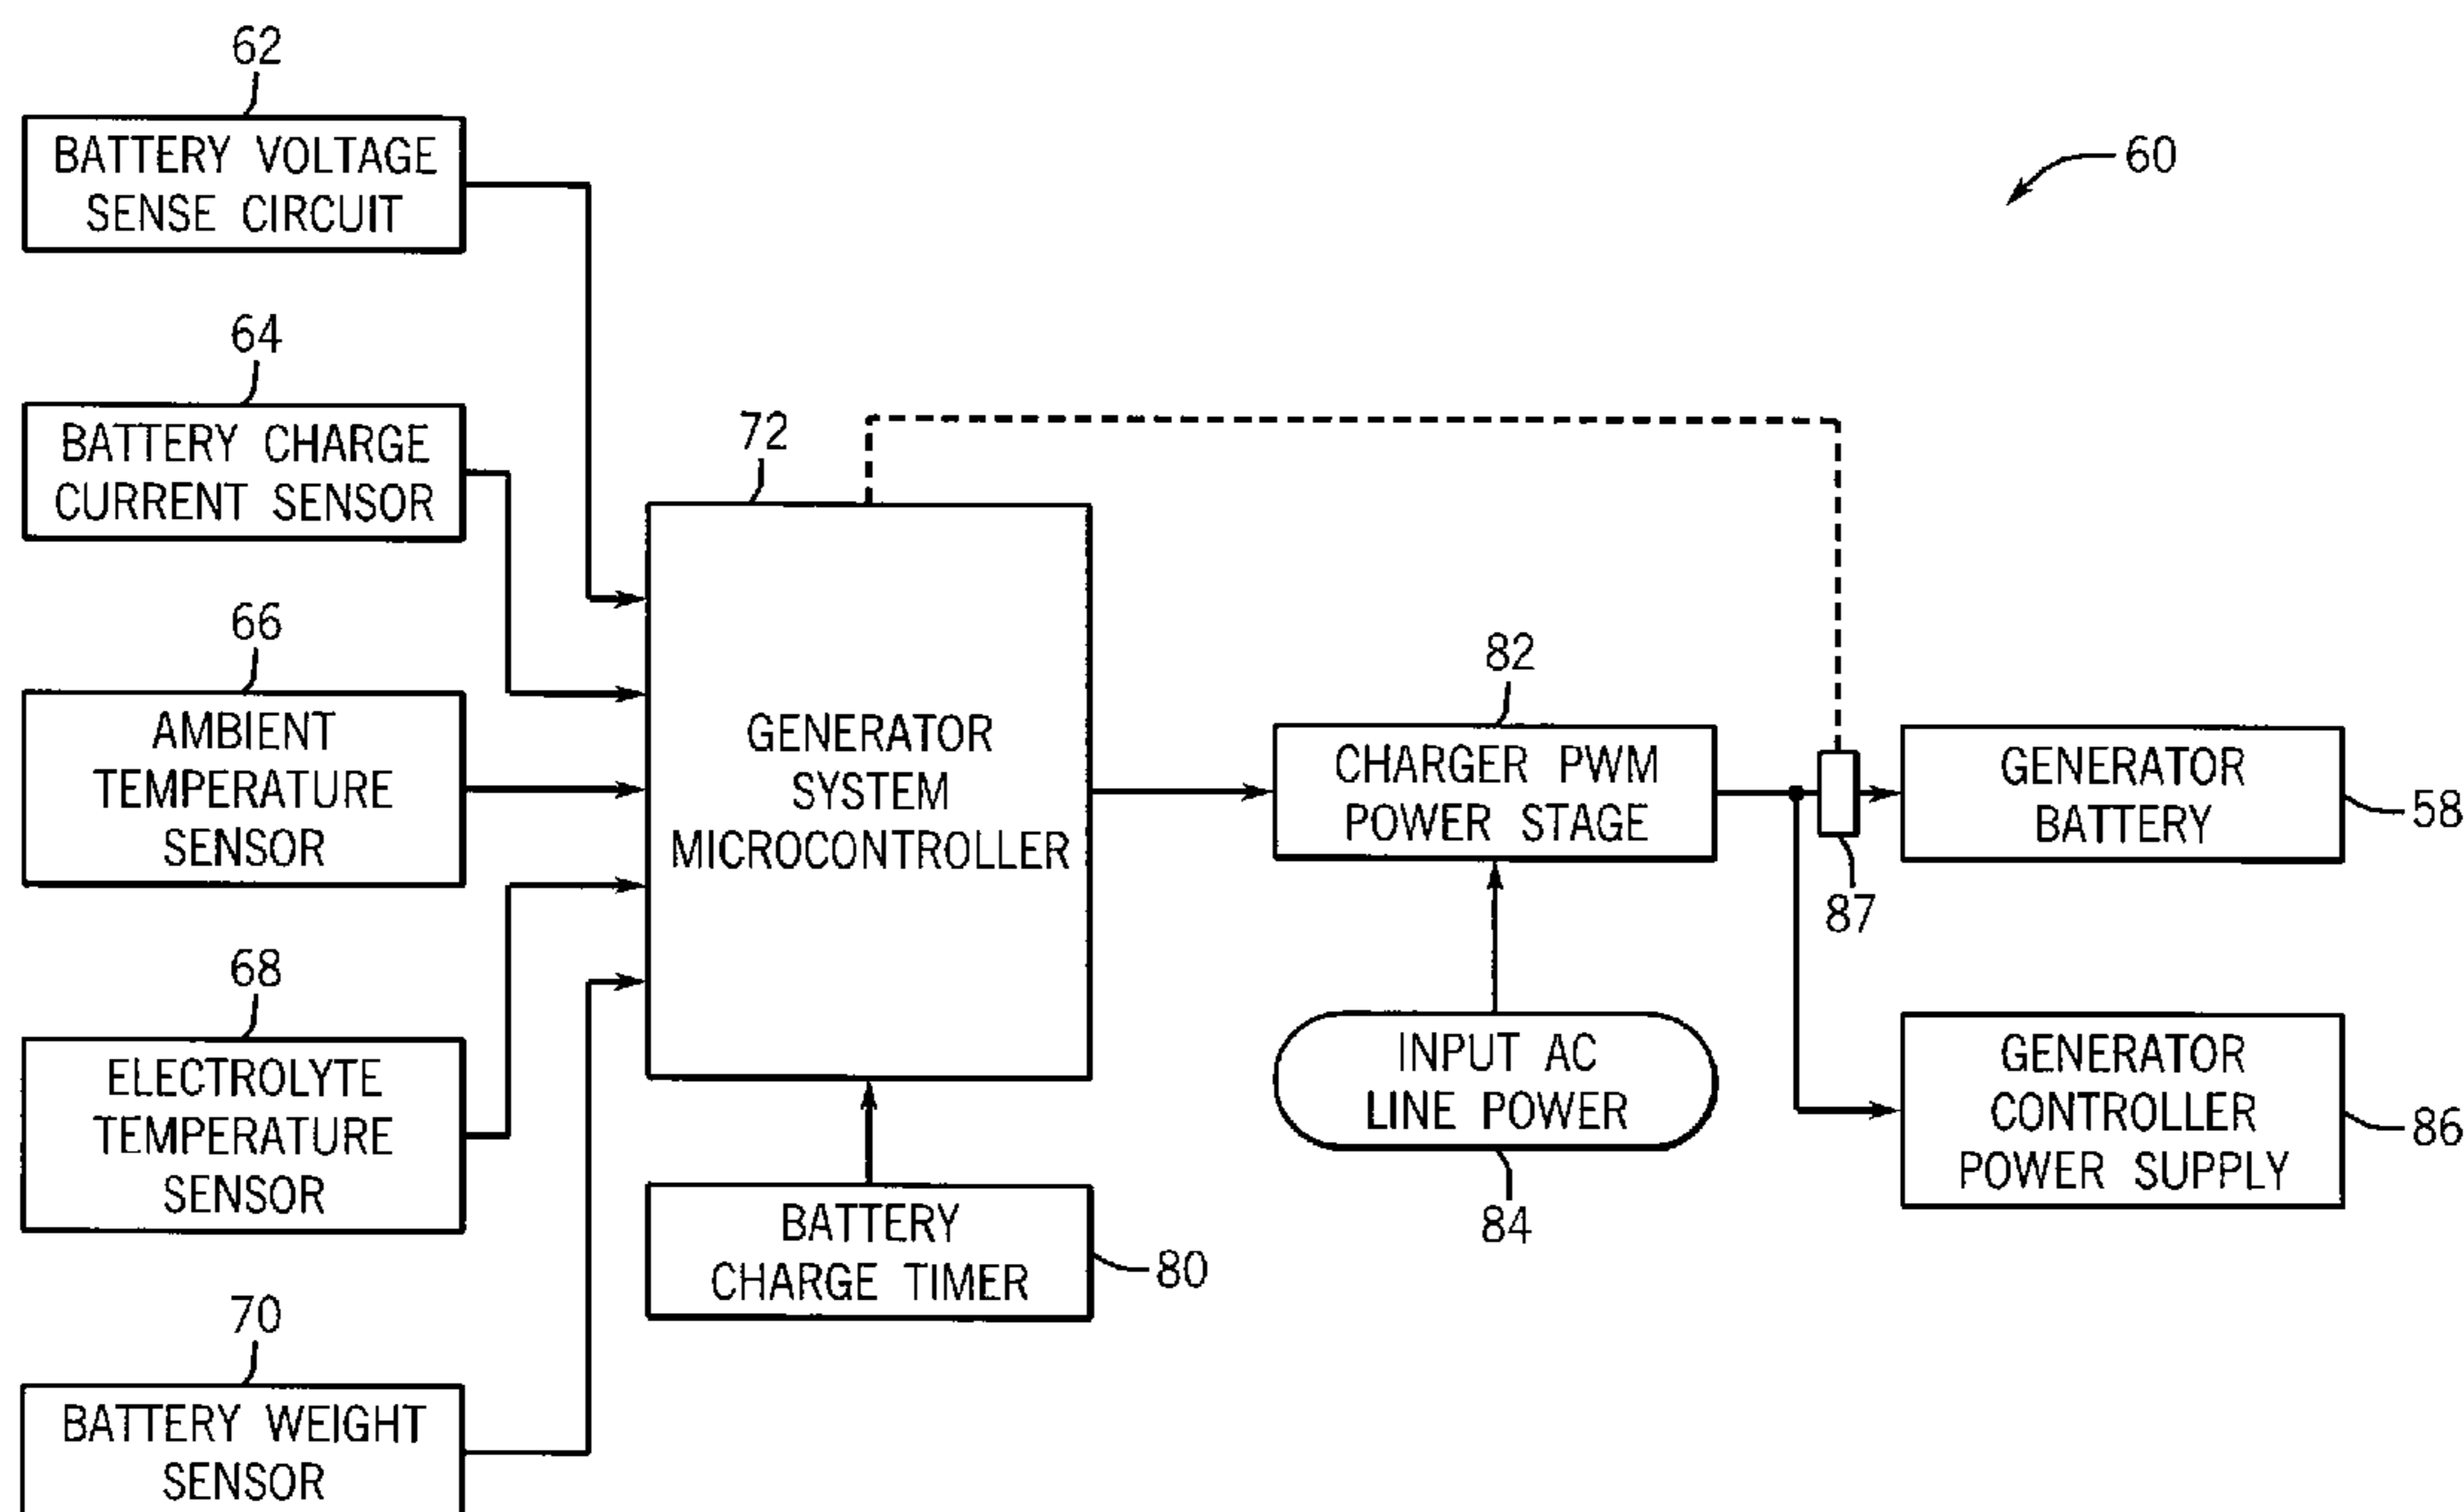 62
BATTERY VOLTAGE
SENSE CIRCUIT
60
64
BATTERY CHARGE
CURRENT SENSOR
66
AMBIENT
TEMPERATURE
SENSOR
68
ELECTROLYTE
TEMPERATURE
SENSOR
70
BATTERY WEIGHT
SENSOR
72
GENERATOR
SYSTEM
MICROCONTROLLER
BATTERY
CHARGE TIMER
80
82
CHARGER PWM
POWER STAGE
INPUT AC
LINE POWER
84
87
GENERATOR
BATTERY
58
GENERATOR
CONTROLLER
POWER SUPPLY
86